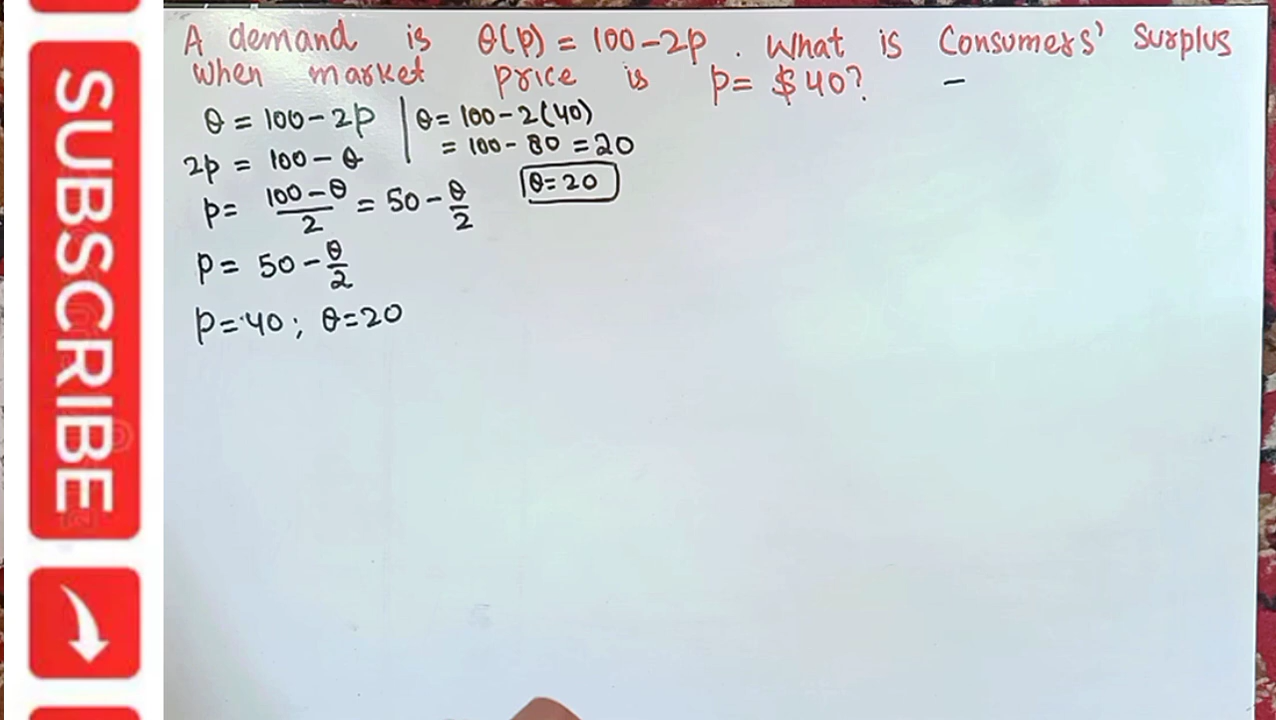 A demand is Q(p) = 100-2p. What is Consumers' Surplus
when market price is p= $40? -
Q = 100-2p
2p = 100-Q
p= 100-Q/2 = 50-Q/2
p= 50-Q/2
p=40; Q=20
Q= 100-2(40)
= 100-80 =20
Q=20
SUBSCRIBE